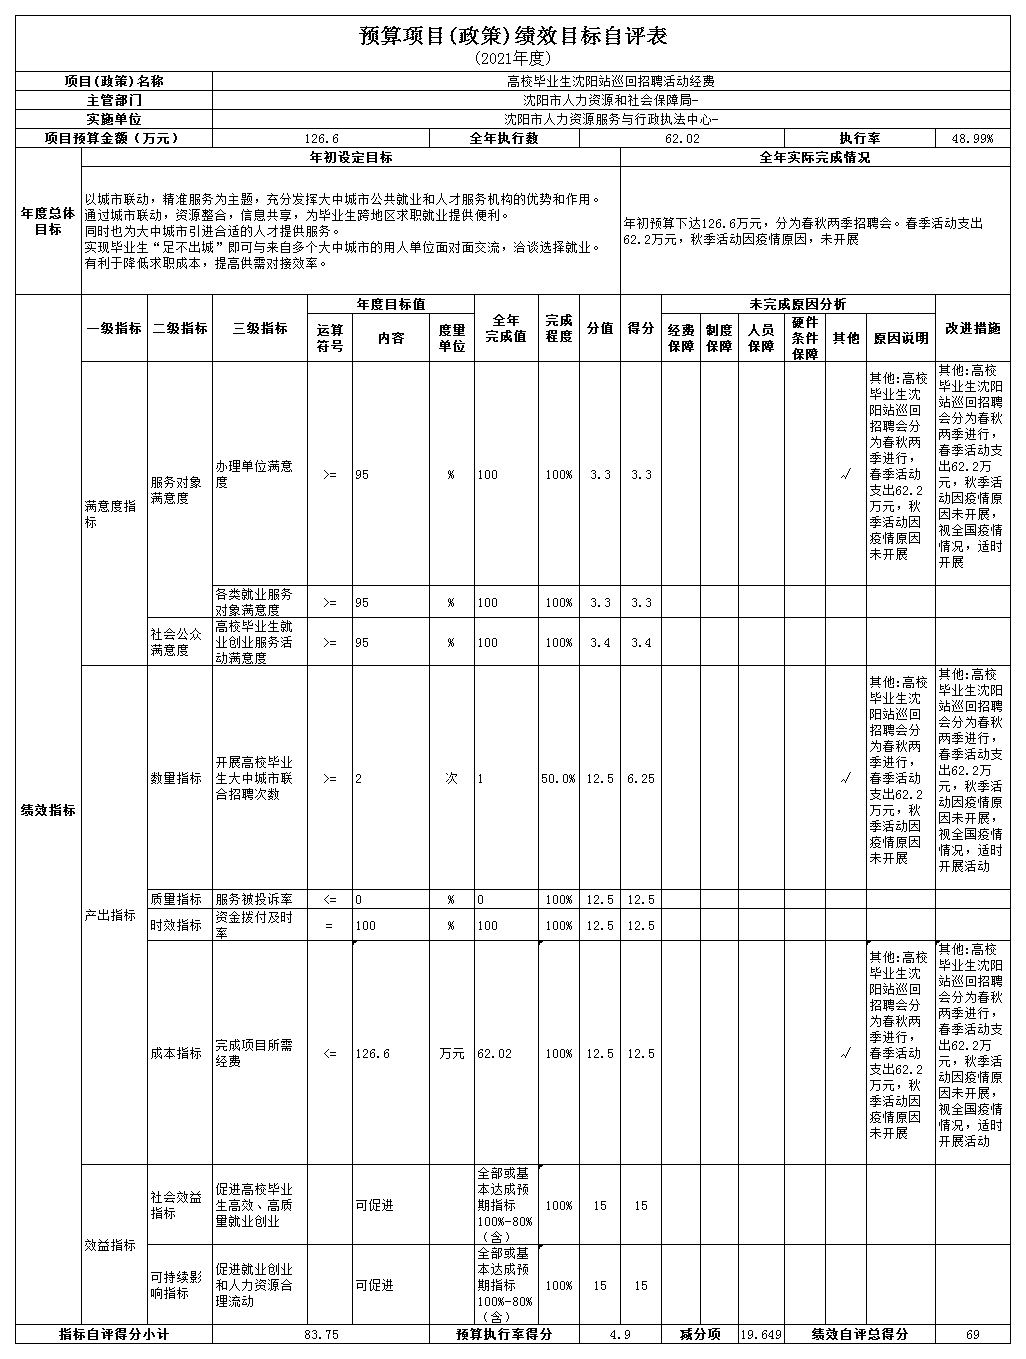 预算项目(政策)绩效目标自评表
(2021年度)
项目(政策)名称 高校毕业生沈阳站巡回招聘活动经费
主管部门 沈阳市人力资源和社会保障局-
实施单位 沈阳市人力资源服务与行政执法中心-
项目预算金额（万元） 126.6 全年执行数 62.02 执行率 48.99%
年度总体
目标
年初设定目标 全年实际完成情况
以城市联动，精准服务为主题，充分发挥大中城市公共就业和人才服务机构的优势和作用。
通过城市联动，资源整合，信息共享，为毕业生跨地区求职就业提供便利。
同时也为大中城市引进合适的人才提供服务。
实现毕业生“足不出城”即可与来自多个大中城市的用人单位面对面交流，洽谈选择就业。
有利于降低求职成本，提高供需对接效率。
年初预算下达126.6万元，分为春秋两季招聘会。春季活动支出
62.2万元，秋季活动因疫情原因，未开展
绩效指标
一级指标 二级指标 三级指标 年度目标值 全年
完成值
完成
程度
分值 得分 未完成原因分析 改进措施
运算
符号
内容 度量
单位
经费
保障
制度
保障
人员
保障
硬件
条件
保障
其他 原因说明
满意度指
标
服务对象
满意度
办理单位满意
度
>= 95 % 100 100% 3.3 3.3 √
其他:高校
毕业生沈
阳站巡回
招聘会分
为春秋两
季进行，
春季活动
支出62.2
万元，秋
季活动因
疫情原因
未开展
其他:高校
毕业生沈阳
站巡回招聘
会分为春秋
两季进行，
春季活动支
出62.2万
元，秋季活
动因疫情原
因未开展，
视全国疫情
情况，适时
开展
各类就业服务
对象满意度
>= 95 % 100 100% 3.3 3.3
社会公众
满意度
高校毕业生就
业创业服务活
动满意度
>= 95 % 100 100% 3.4 3.4
产出指标
数量指标 开展高校毕业
生大中城市联
合招聘次数
>= 2 次 1 50.0% 12.5 6.25 √
其他:高校
毕业生沈
阳站巡回
招聘会分
为春秋两
季进行，
春季活动
支出62.2
万元，秋
季活动因
疫情原因
未开展
其他:高校
毕业生沈阳
站巡回招聘
会分为春秋
两季进行，
春季活动支
出62.2万
元，秋季活
动因疫情原
因未开展，
视全国疫情
情况，适时
开展活动
质量指标 服务被投诉率 <= 0 % 0 100% 12.5 12.5
时效指标 资金拨付及时
率
= 100 % 100 100% 12.5 12.5
成本指标 完成项目所需
经费
<= 126.6 万元 62.02 100% 12.5 12.5 √
其他:高校
毕业生沈
阳站巡回
招聘会分
为春秋两
季进行，
春季活动
支出62.2
万元，秋
季活动因
疫情原因
未开展
其他:高校
毕业生沈阳
站巡回招聘
会分为春秋
两季进行，
春季活动支
出62.2万
元，秋季活
动因疫情原
因未开展，
视全国疫情
情况，适时
开展活动
效益指标
社会效益
指标
促进高校毕业
生高效、高质
量就业创业
可促进
全部或基
本达成预
期指标
100%-80%
（含）
100% 15 15
可持续影
响指标
促进就业创业
和人力资源合
理流动
可促进
全部或基
本达成预
期指标
100%-80%
（含）
100% 15 15
指标自评得分小计 83.75 预算执行率得分 4.9 减分项 19.649 绩效自评总得分 69